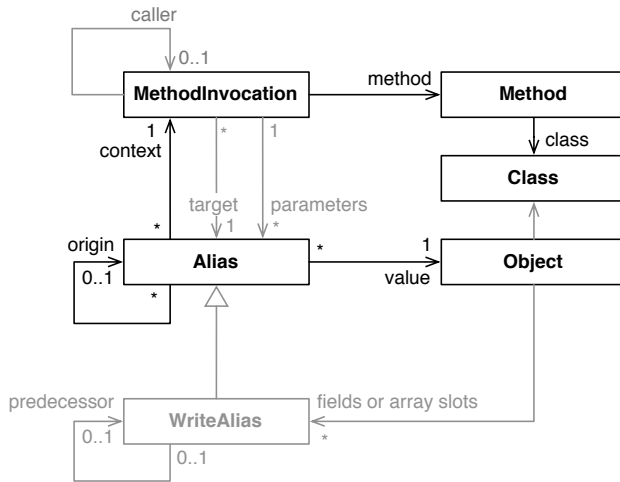 caller
0..1
method
MethodInvocation
Method
1
*
1
class
context
Class
target
parameters
*
1
*
origin
*
1
Alias
Object
0..1
*
value
predecessor
fields or array slots
WriteAlias
0..1
*
0..1